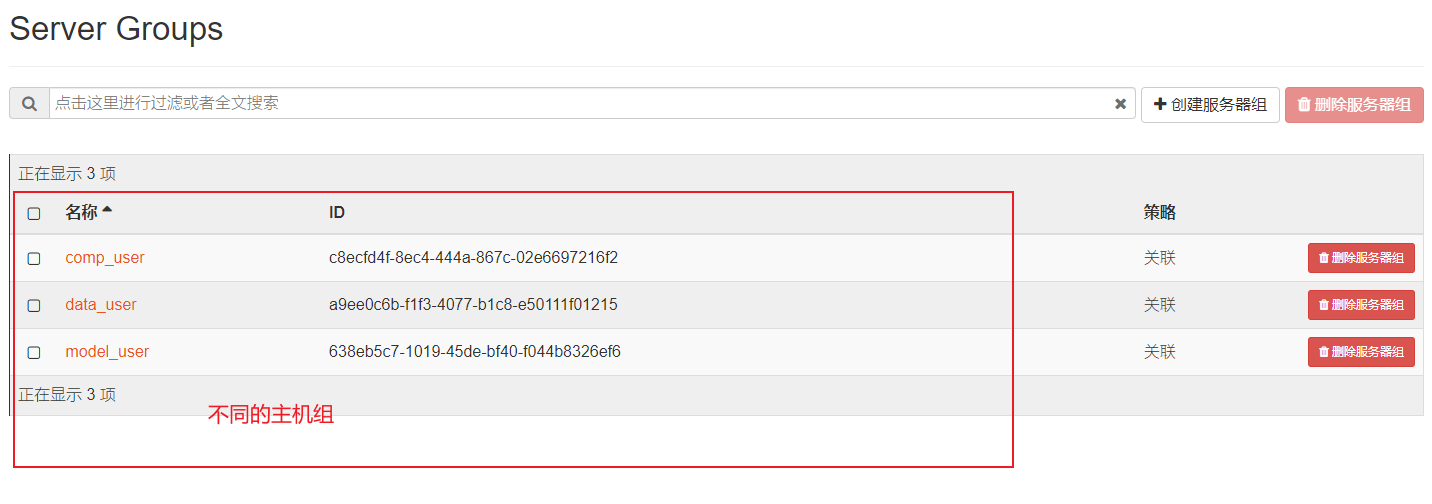 Server Groups
点击这里进行过滤或者全文搜索
创建服务器组
删除服务器组
正在显示 3 项
名称 ID 策略
comp_user c8ecfd4f-8ec4-444a-867c-02e6697216f2 关联 删除服务器组
data_user a9ee0c6b-f1f3-4077-b1c8-e50111f01215 关联 删除服务器组
model_user 638eb5c7-1019-45de-bf40-f044b8326ef6 关联 删除服务器组
正在显示 3 项
不同的主机组